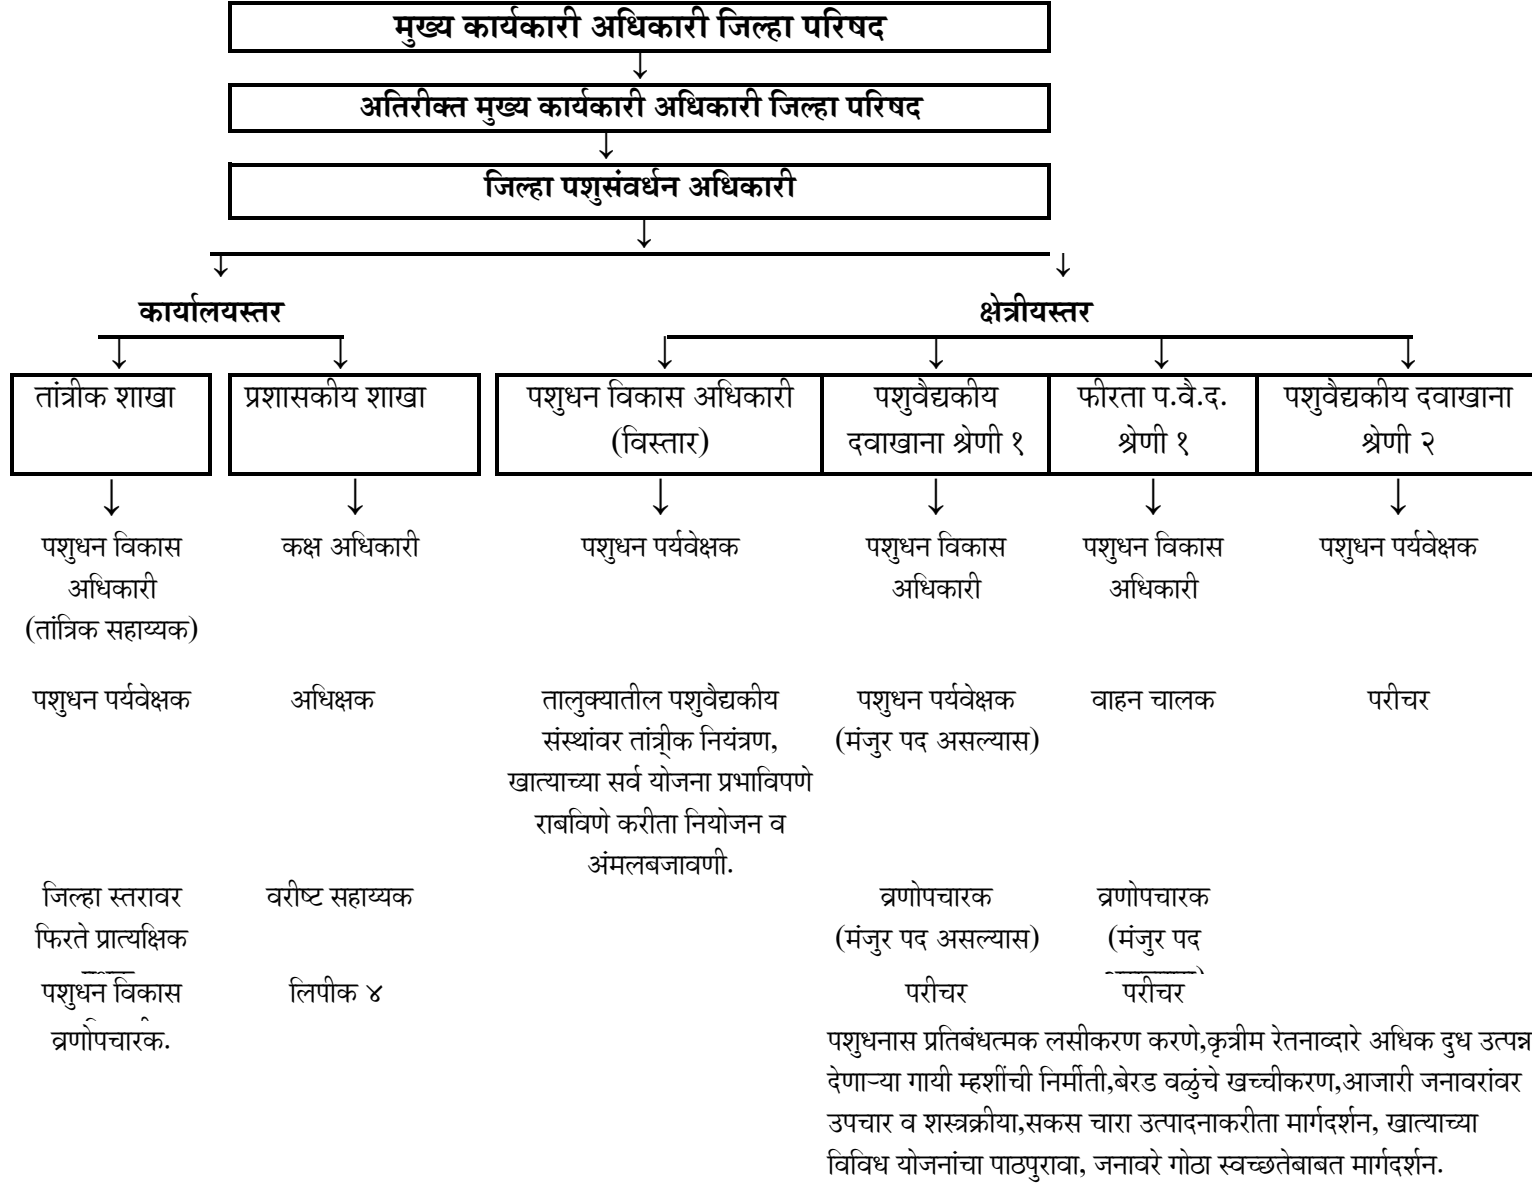 मुख्य कार्यकारी अधिकारी जिल्हा परिषद
अतिरीक्त मुख्य कार्यकारी अधिकारी जिल्हा परिषद
जिल्हा पशुसंवर्धन अधिकारी
कार्यालयस्तर
क्षेत्रीयस्तर
तांत्रीक शाखा
प्रशासकीय शाखा
पशुधन विकास अधिकारी
(विस्तार)
पशुवैद्यकीय
दवाखाना श्रेणी १
फीरता प.वै.द.
श्रेणी १
पशुवैद्यकीय दवाखाना
श्रेणी २
पशुधन विकास
अधिकारी
(तांत्रिक सहाय्यक)
कक्ष अधिकारी
पशुधन पर्यवेक्षक
पशुधन विकास
अधिकारी
पशुधन विकास
अधिकारी
पशुधन पर्यवेक्षक
पशुधन पर्यवेक्षक
अधिक्षक
तालुक्यातील पशुवैद्यकीय
संस्थांवर तांत्र्रीक नियंत्रण,
खात्याच्या सर्व योजना प्रभाविपणे
राबविणे करीता नियोजन व
अंमलबजावणी.
पशुधन पर्यवेक्षक
(मंजुर पद असल्यास)
वाहन चालक
परीचर
जिल्हा स्तरावर
फिरते प्रात्यक्षिक
वरीष्ट सहाय्यक
व्रणोपचारक
(मंजुर पद असल्यास)
व्रणोपचारक
(मंजुर पद
पशुधन विकास
लिपीक ४
परीचर
परीचर
व्रणोपचारक.
पशुधनास प्रतिबंधत्मक लसीकरण करणे,कृत्रीम रेतनाव्दारे अधिक दुध उत्पन्न
देणाऱ्या गायी म्हशींची निर्मीती,बेरड वळुंचे खच्चीकरण,आजारी जनावरांवर
उपचार व शस्त्रक्रीया,सकस चारा उत्पादनाकरीता मार्गदर्शन, खात्याच्या
विविध योजनांचा पाठपुरावा, जनावरे गोठा स्वच्छतेबाबत मार्गदर्शन.